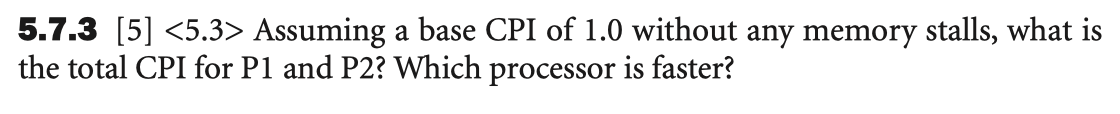 5.7.3 [5] <5.3> Assuming a base CPI of 1.0 without any memory stalls, what is
the total CPI for P1 and P2? Which processor is faster?